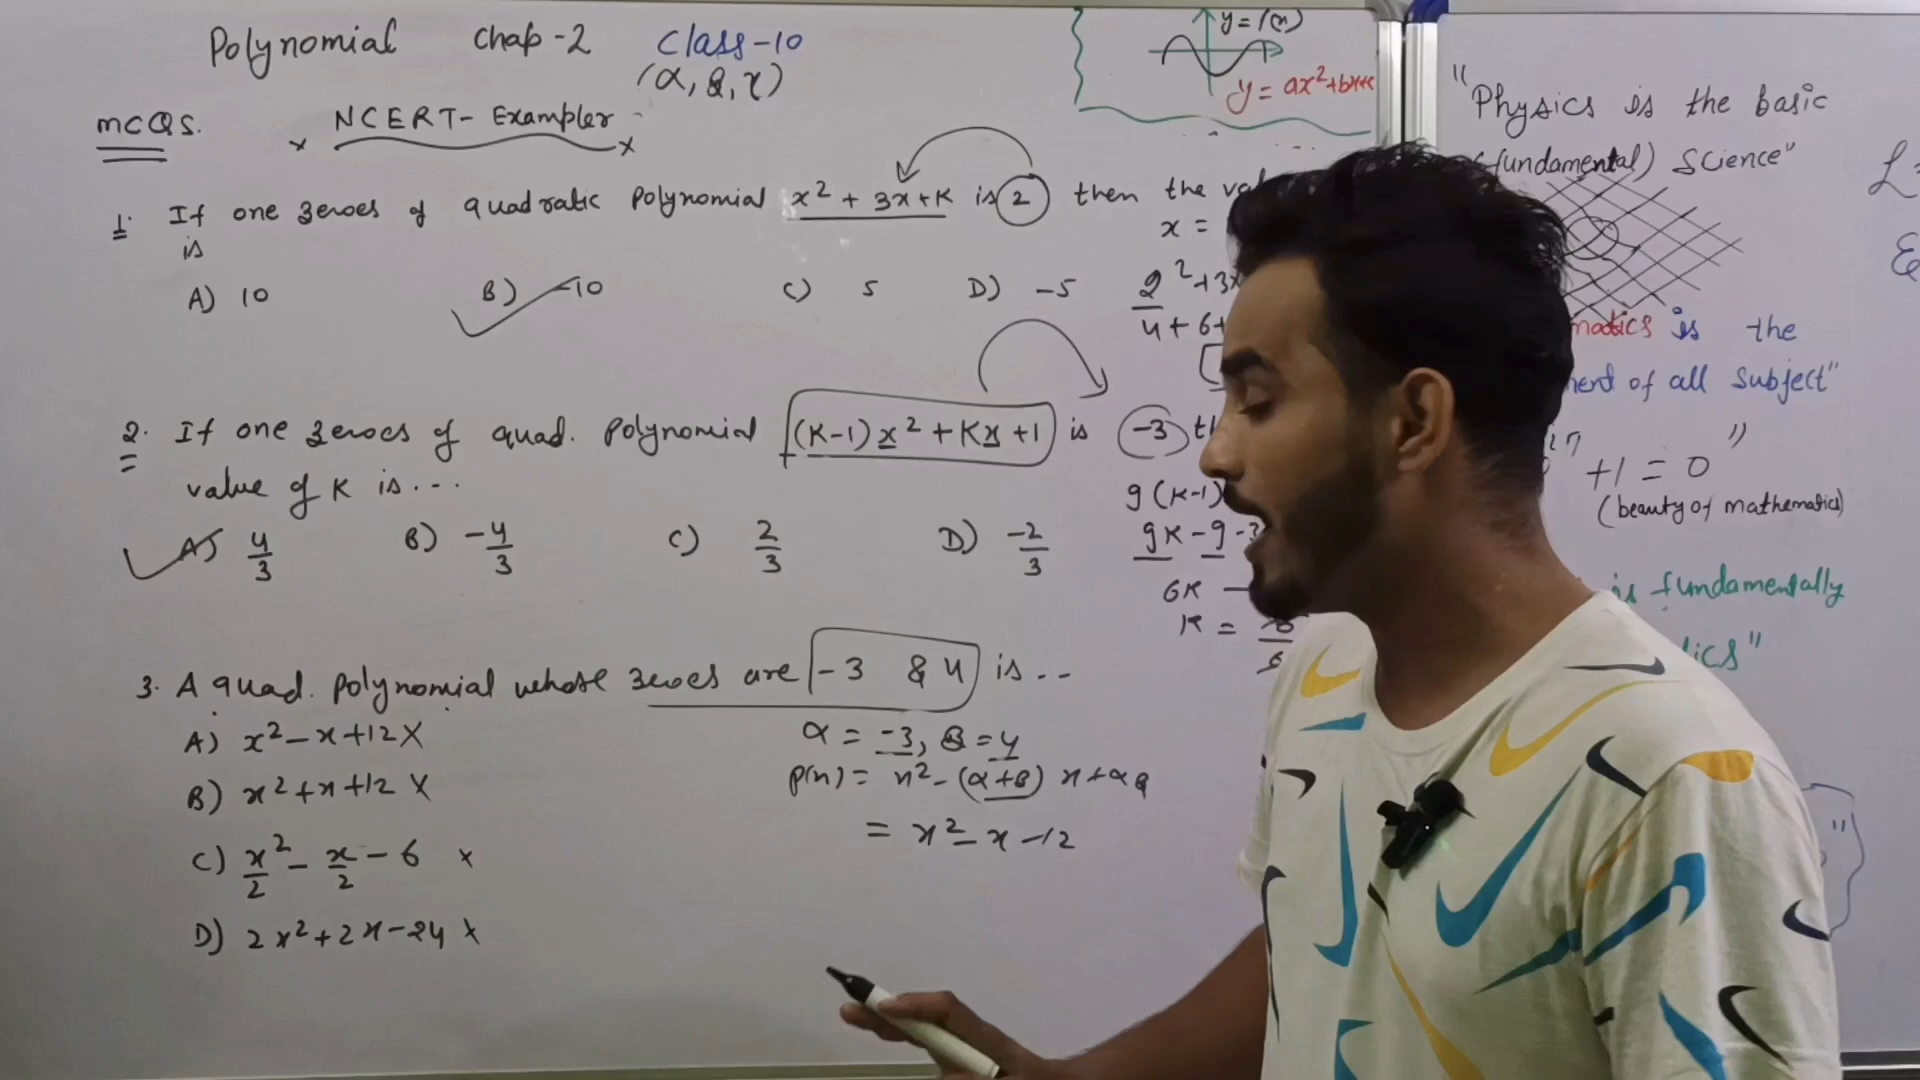 Polynomial chap-2 Class-10
(α, β, γ)
MCQS.
x NCERT- Exampler x
y = f(x)
y = ax²+bx+c
1. If one zeroes of quadratic polynomial x² + 3x+K is 2 then the
is
x =
A) 10 B) -10 C) 5 D) -5
2² +3x
4 + 6+
2. If one zeroes of quad. polynomial (K-1)x² + Kx +1 is -3
value of K is...
9(K-1)
A) 4/3 B) -4/3 C) 2/3 D) -2/3
9K -9 -3
6K -
K =
3. A quad. polynomial whose zeroes are -3 & 4 is ..
A) x² - x +12 X
B) x² + x +12 X
C) x²/2 - x/2 - 6 x
D) 2x² + 2x - 24 x
α = -3, β = 4
p(x) = x² - (α+β) x + αβ
= x² - x -12
"Physics is the basic
(fundamental) Science"
is the
of all subject"
+1 = 0 "
(beauty of mathematics)
is fundamentally